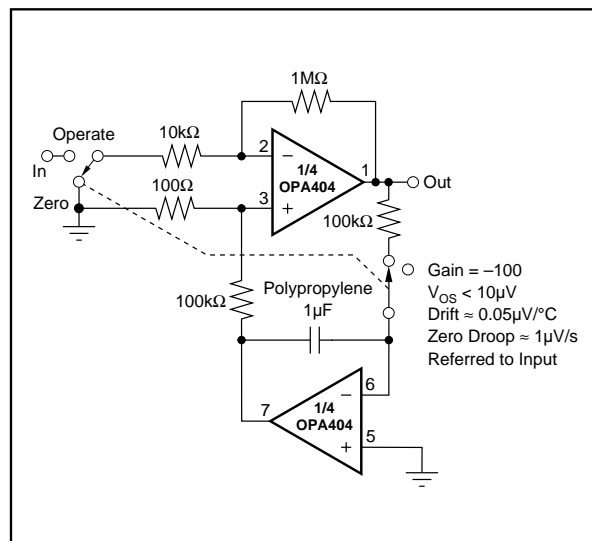 1MΩ
Operate
10kΩ
In
2
–
1/4
OPA404
1
Out
100Ω
3
+
Zero
100kΩ
100kΩ
Polypropylene
1µF
Gain = –100
VOS < 10µV
Drift ≈ 0.05µV/°C
Zero Droop ≈ 1µV/s
Referred to Input
6
–
7
1/4
OPA404
5
+